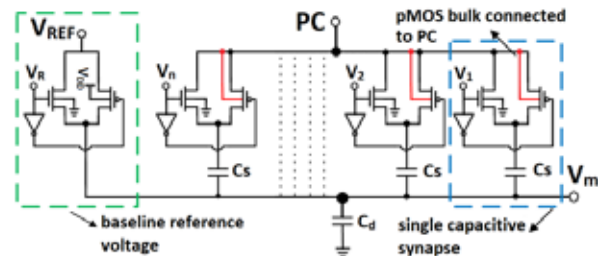 PC
pMOS bulk connected
to PC
VREF
VR
VDD
Vn
V2
V1
Cs
Cs
Cs
Vm
Cd
baseline reference
voltage
single capacitive
synapse